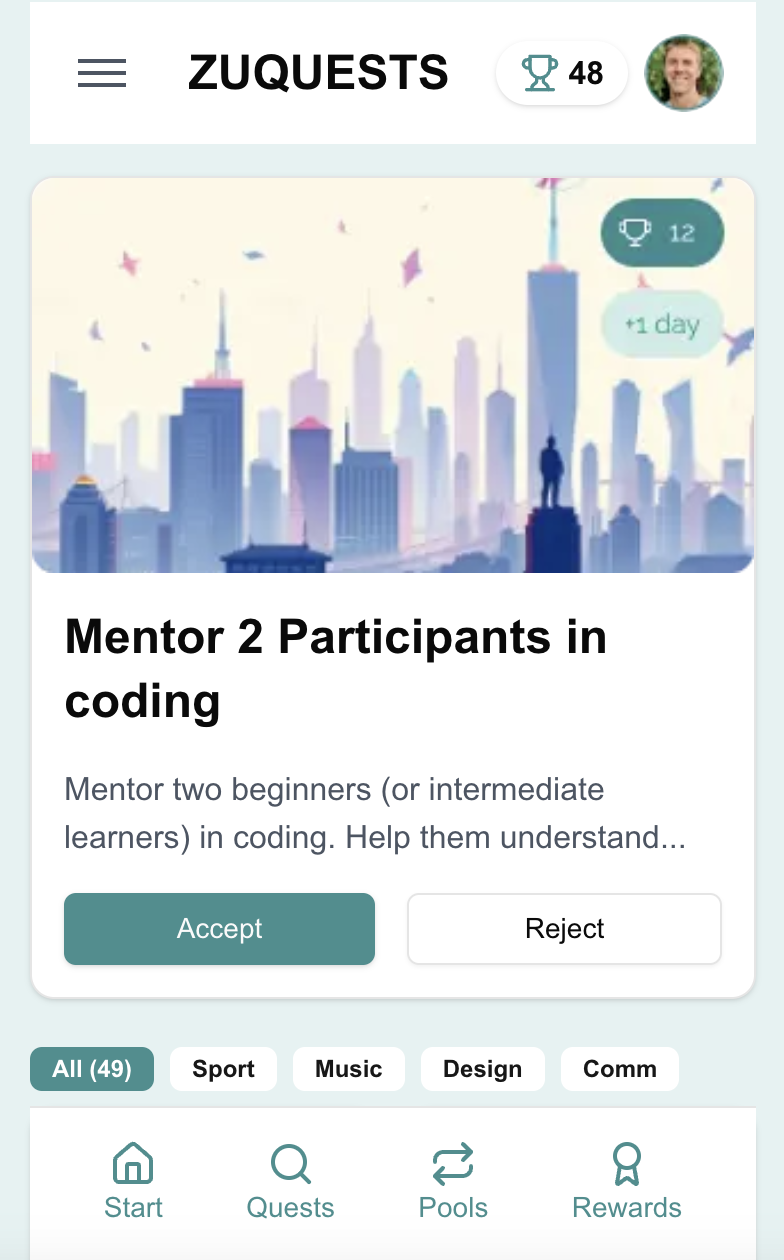 ZUQUESTS
48
12
+1 day
Mentor 2 Participants in
coding
Mentor two beginners (or intermediate
learners) in coding. Help them understand...
Accept
Reject
All (49)
Sport
Music
Design
Comm
Start
Quests
Pools
Rewards